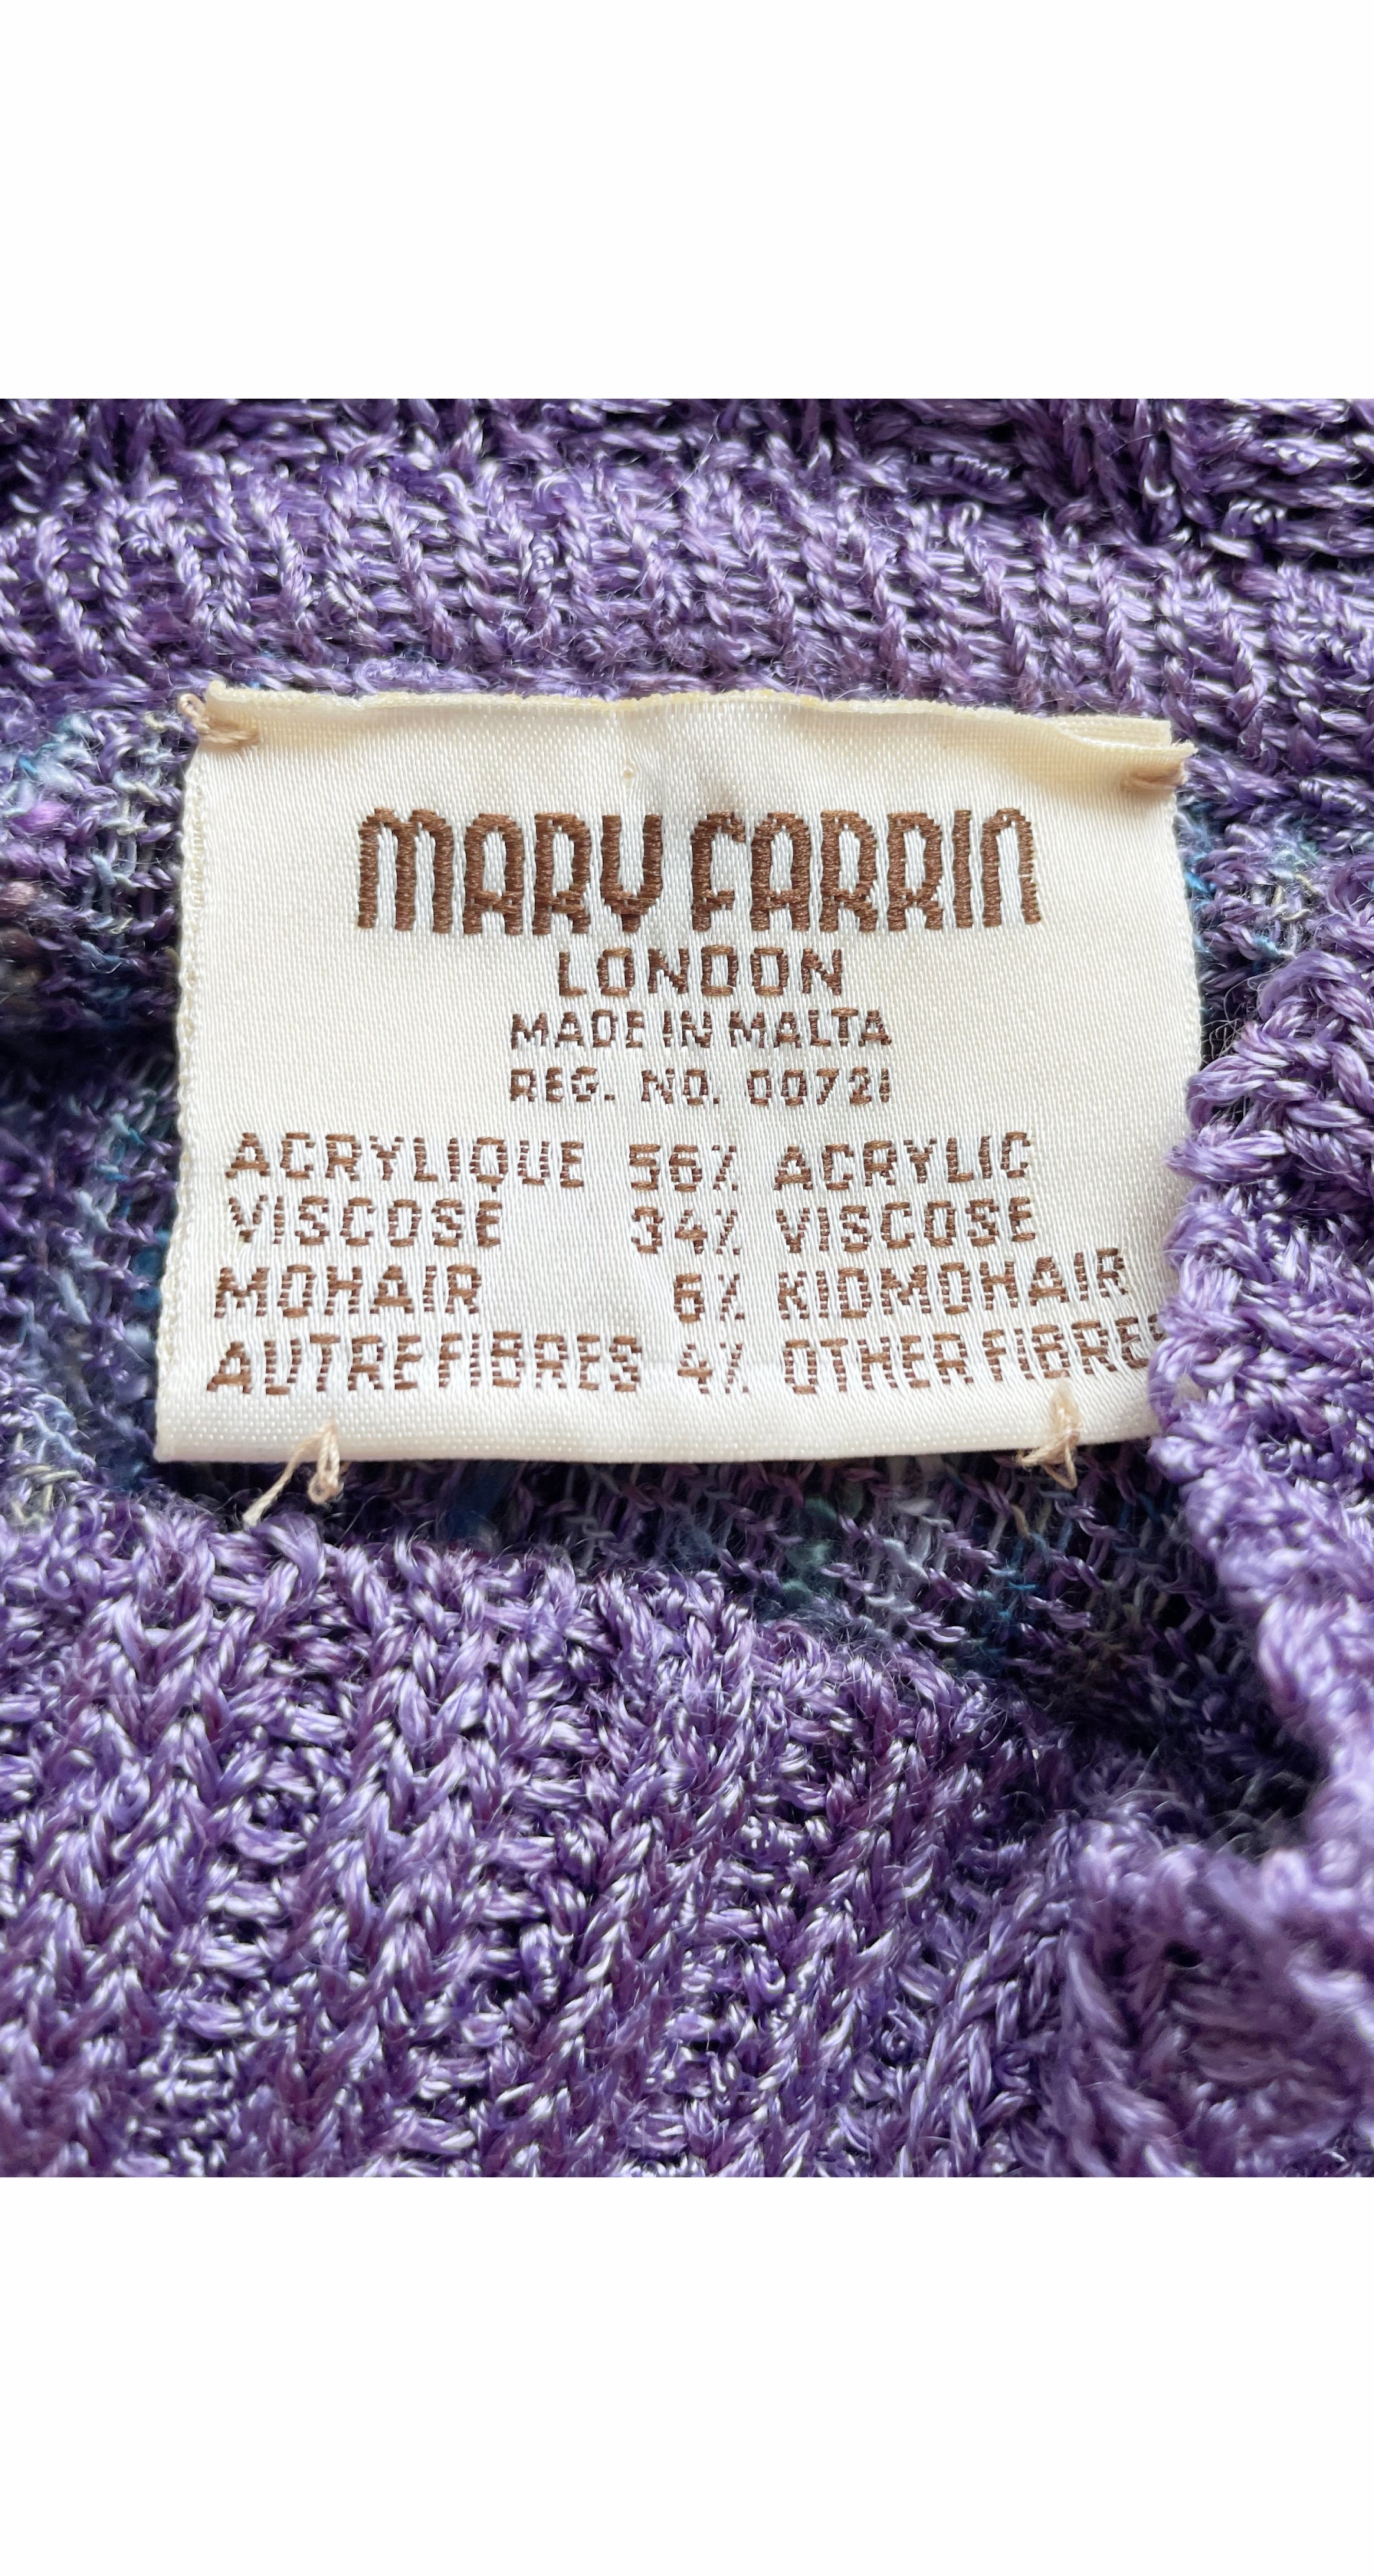 MARY FARRIN
LONDON
MADE IN MALTA
REG. NO. 00721
ACRYLIQUE 56% ACRYLIC
VISCOSE 34% VISCOSE
MOHAIR 6% KIDMOHAIR
AUTRE FIBRES 4% OTHER FIBRES